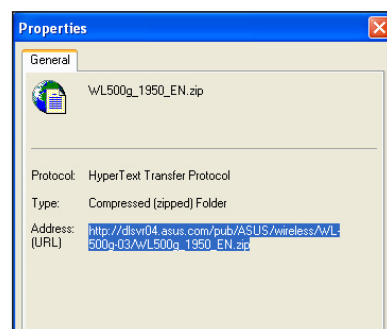 Properties
General
WL500g_1950_EN.zip
Protocol: HyperText Transfer Protocol
Type: Compressed (zipped) Folder
Address: http://dlsvr04.asus.com/pub/ASUS/wireless/WL-
(URL) 500g-03/WL500g_1950_EN.zip